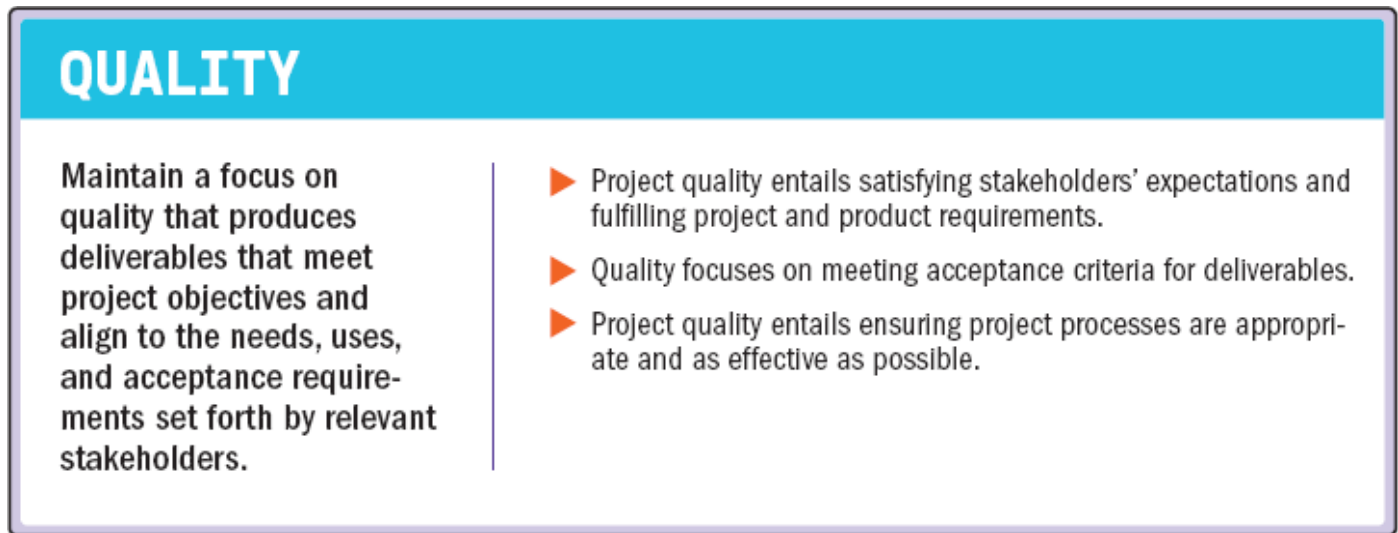 QUALITY
Maintain a focus on
quality that produces
deliverables that meet
project objectives and
align to the needs, uses,
and acceptance require-
ments set forth by relevant
stakeholders.
Project quality entails satisfying stakeholders’ expectations and
fulfilling project and product requirements.
Quality focuses on meeting acceptance criteria for deliverables.
Project quality entails ensuring project processes are appropri-
ate and as effective as possible.